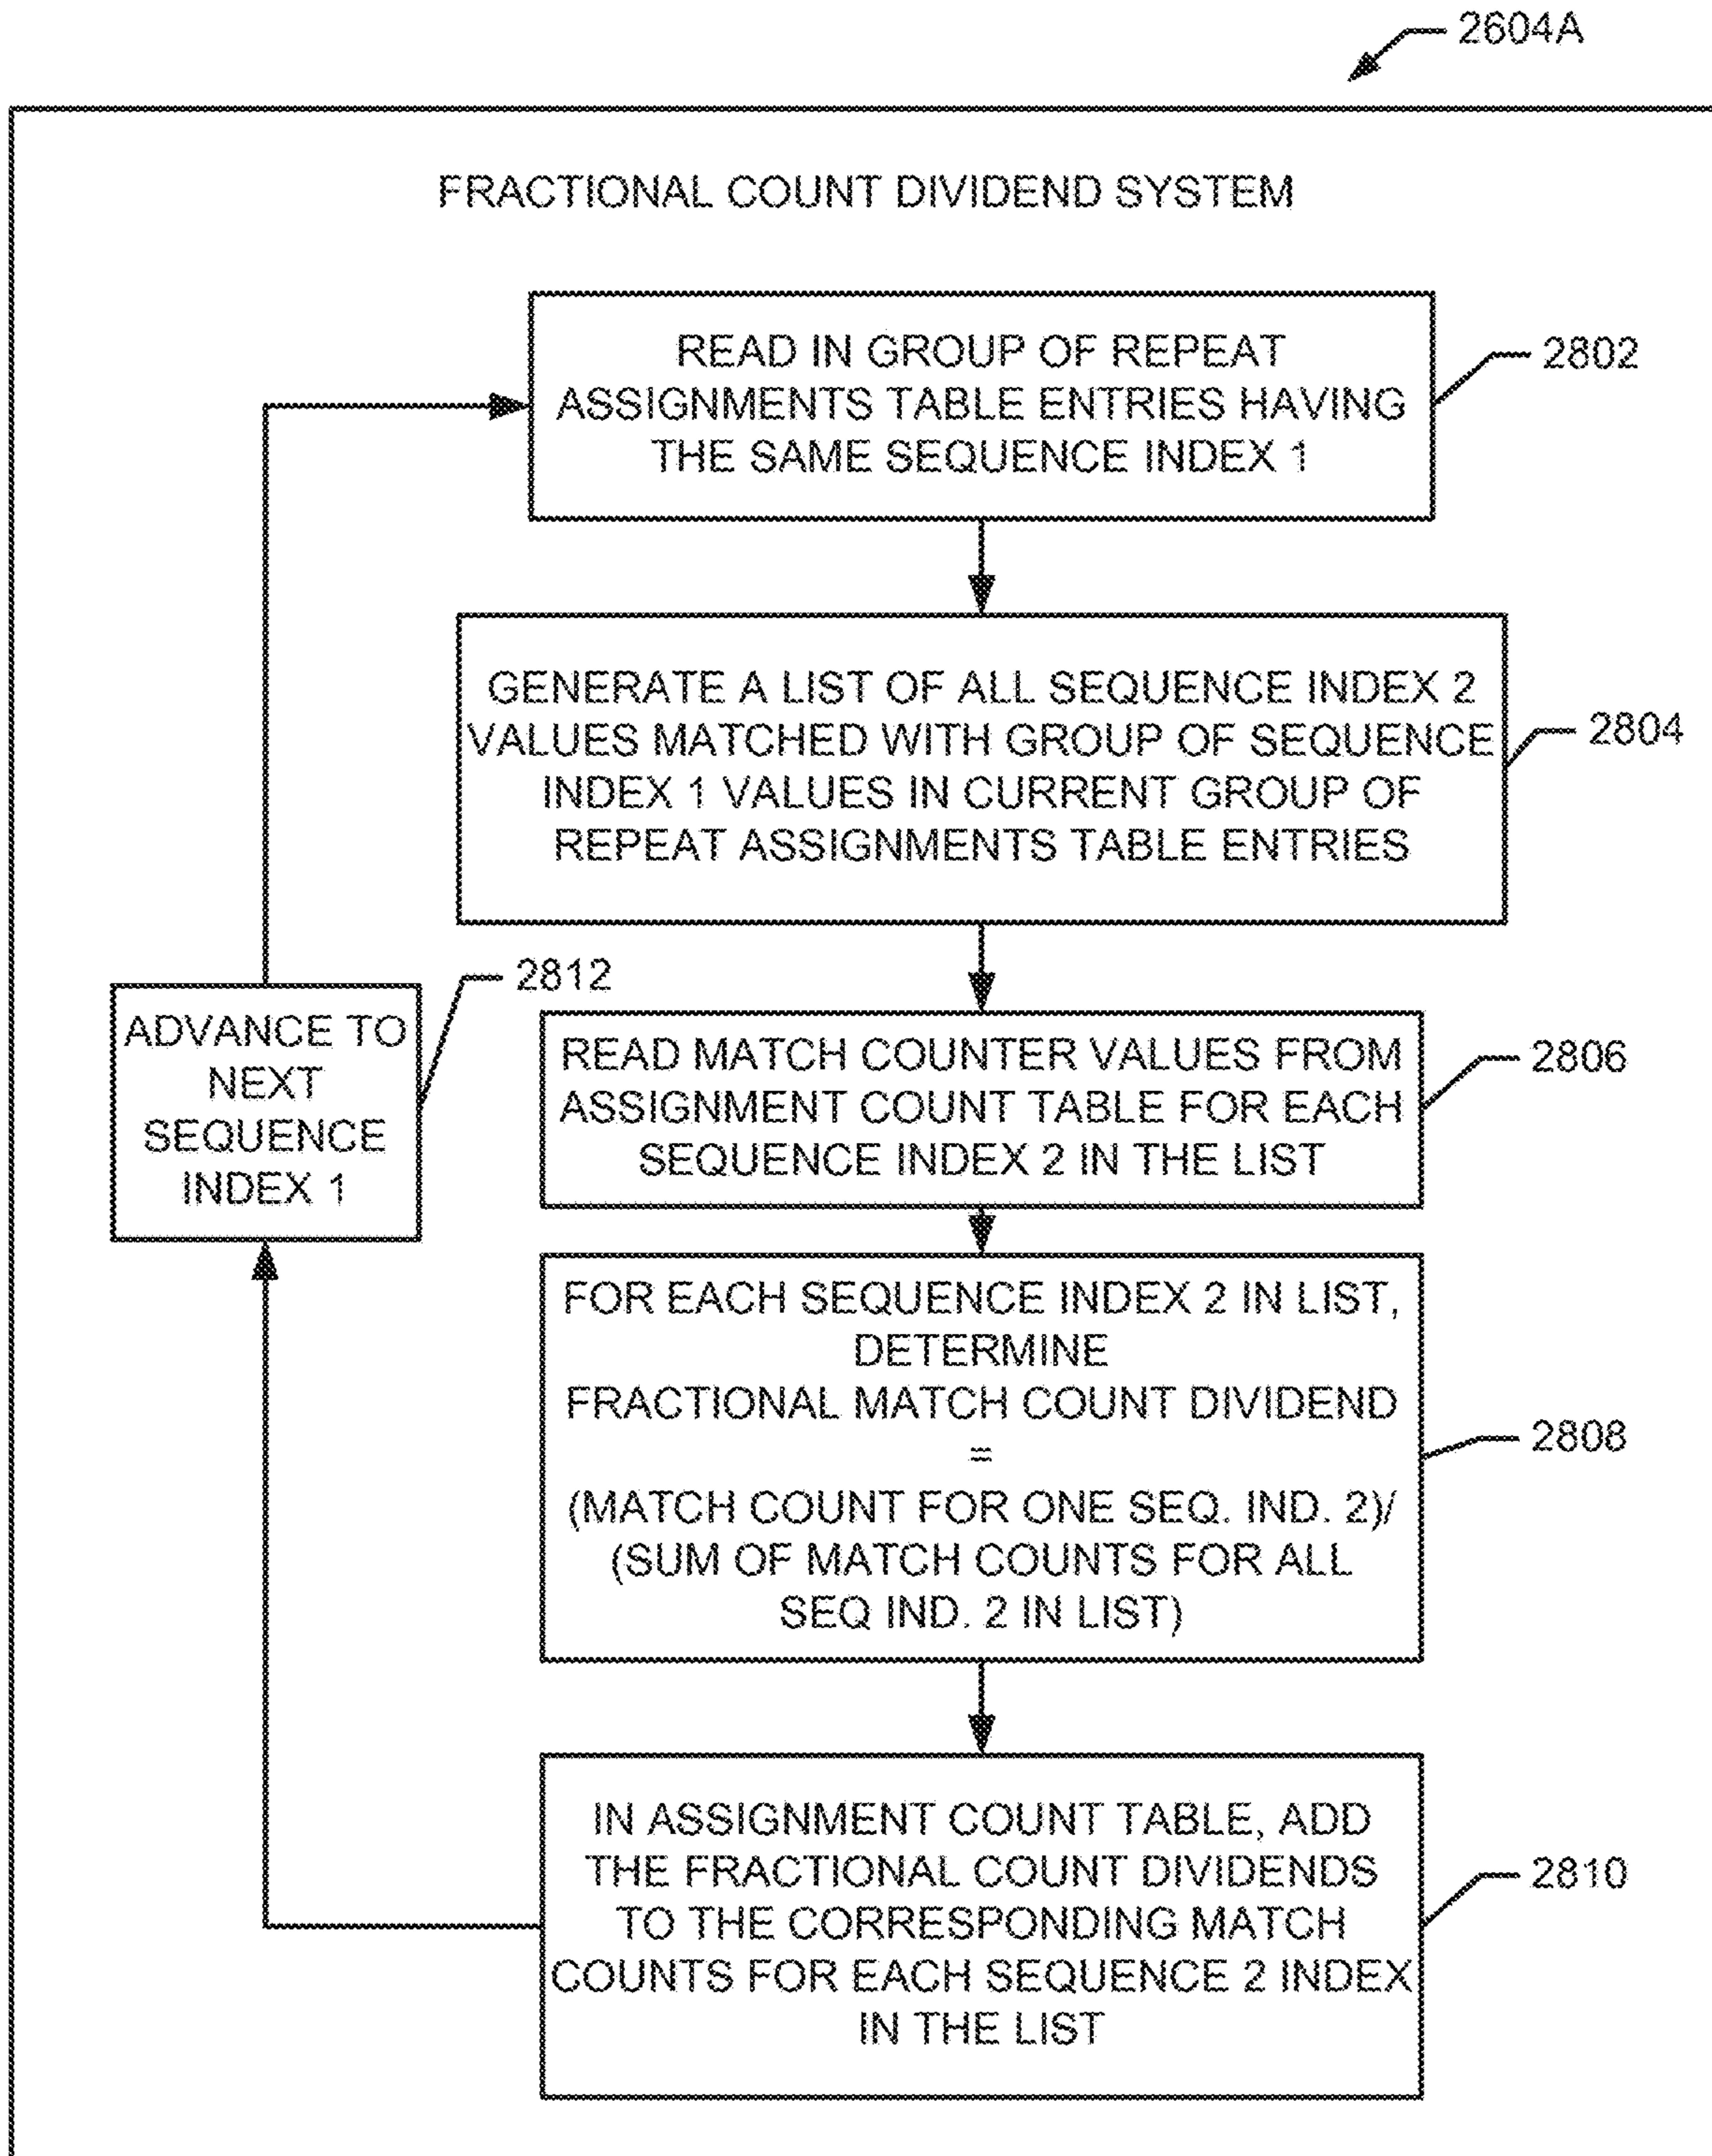 2604A
FRACTIONAL COUNT DIVIDEND SYSTEM
READ IN GROUP OF REPEAT
ASSIGNMENTS TABLE ENTRIES HAVING
THE SAME SEQUENCE INDEX 1
2802
GENERATE A LIST OF ALL SEQUENCE INDEX 2
VALUES MATCHED WITH GROUP OF SEQUENCE
INDEX 1 VALUES IN CURRENT GROUP OF
REPEAT ASSIGNMENTS TABLE ENTRIES
2804
READ MATCH COUNTER VALUES FROM
ASSIGNMENT COUNT TABLE FOR EACH
SEQUENCE INDEX 2 IN THE LIST
2806
FOR EACH SEQUENCE INDEX 2 IN LIST,
DETERMINE
FRACTIONAL MATCH COUNT DIVIDEND
=
(MATCH COUNT FOR ONE SEQ. IND. 2)/
(SUM OF MATCH COUNTS FOR ALL
SEQ IND. 2 IN LIST)
2808
IN ASSIGNMENT COUNT TABLE, ADD
THE FRACTIONAL COUNT DIVIDENDS
TO THE CORRESPONDING MATCH
COUNTS FOR EACH SEQUENCE 2 INDEX
IN THE LIST
2810
ADVANCE TO
NEXT
SEQUENCE
INDEX 1
2812